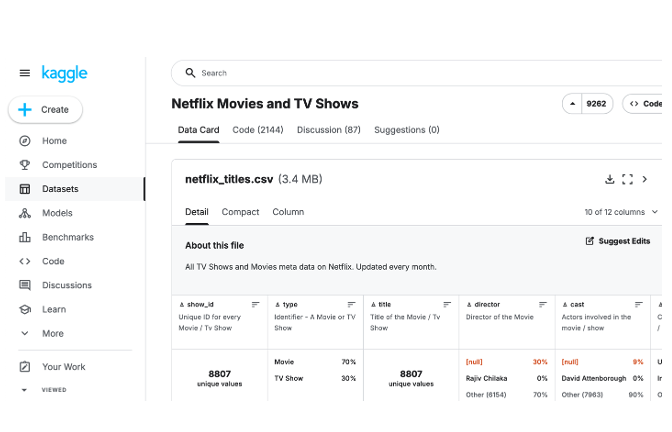 kaggle
Search
Create
Netflix Movies and TV Shows
9262
Code
Data Card
Code (2144)
Discussion (87)
Suggestions (0)
Home
Competitions
Datasets
Models
Benchmarks
Code
Discussions
Learn
More
Your Work
VIEWED
netflix_titles.csv (3.4 MB)
Detail
Compact
Column
10 of 12 columns
About this file
Suggest Edits
All TV Shows and Movies meta data on Netflix. Updated every month.
show_id
Unique ID for every
Movie / Tv Show
8807
unique values
type
Identifier - A Movie or TV
Show
Movie 70%
TV Show 30%
title
Title of the Movie / Tv
Show
8807
unique values
director
Director of the Movie
[null] 30%
Rajiv Chilaka 0%
Other (6154) 70%
cast
Actors involved in the
movie / show
[null] 9%
David Attenborough 0%
Other (7963) 90%